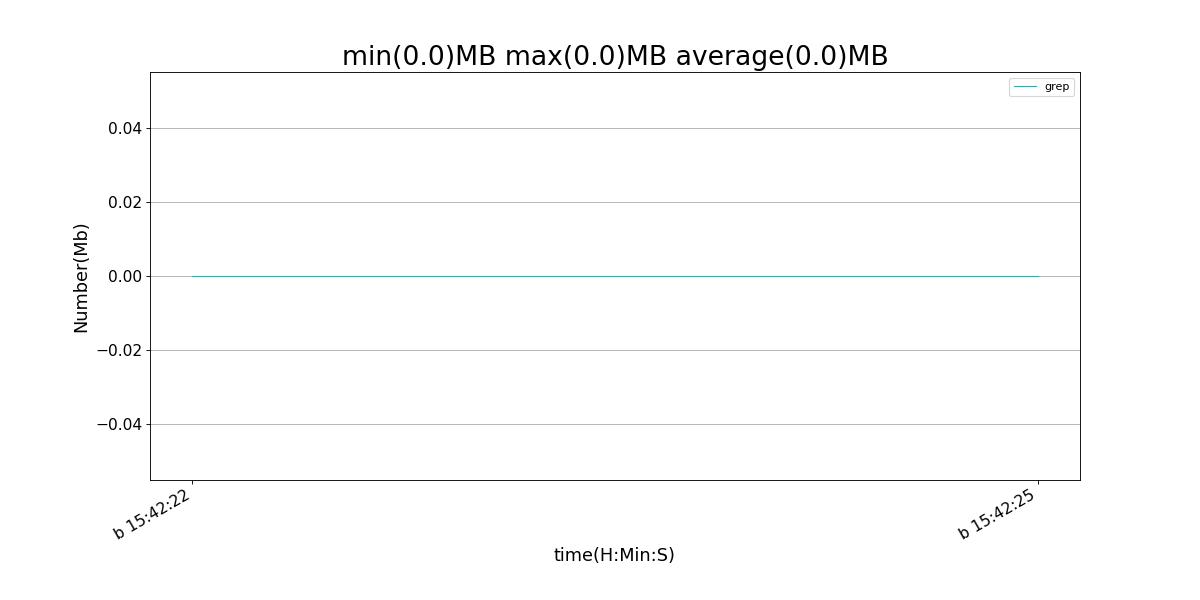 min(0.0)MB max(0.0)MB average(0.0)MB
grep
0.04
0.02
0.00
−0.02
−0.04
Number(Mb)
b 15:42:22
b 15:42:25
time(H:Min:S)